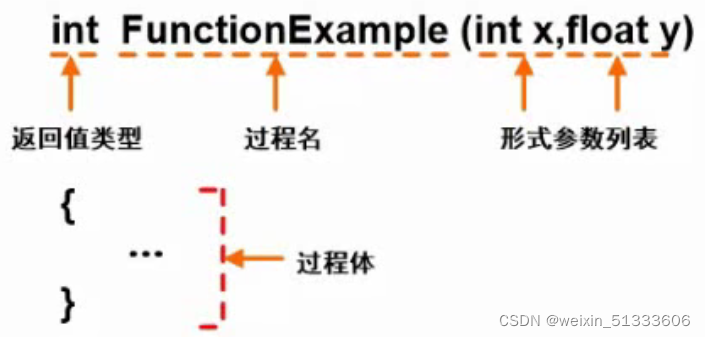 int FunctionExample (int x,float y)
返回值类型 过程名 形式参数列表
{
...
过程体
}
CSDN @weixin_51333606